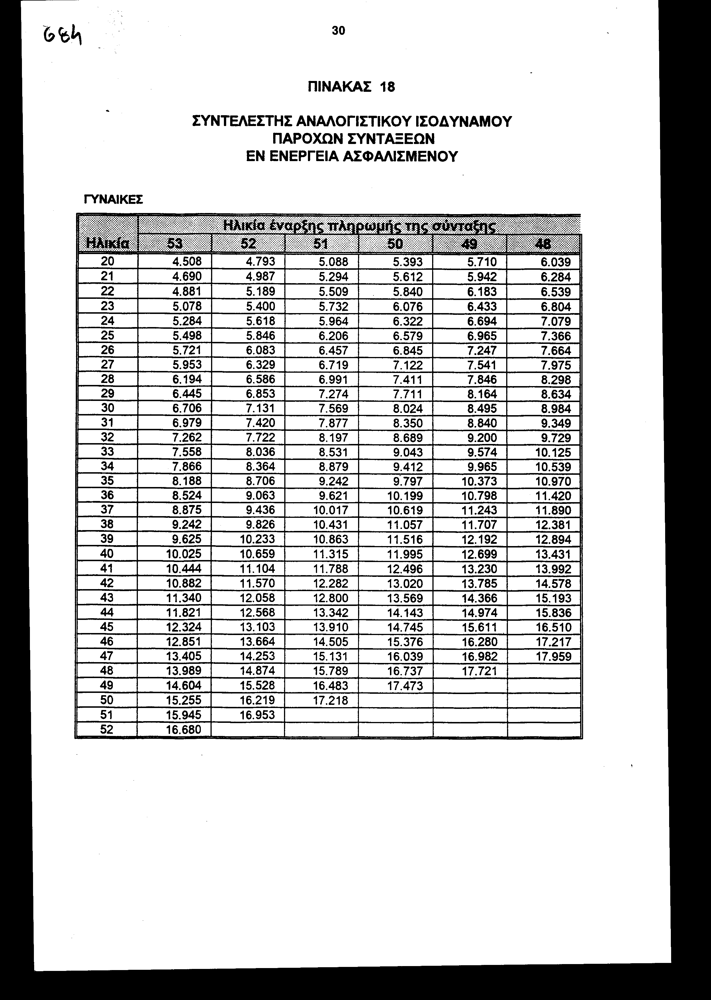 30
ΠΙΝΑΚΑΣ 18
ΣΥΝΤΕΛΕΣΤΗΣ ΑΝΑΛΟΓΙΣΤΙΚΟΥ ΙΣΟΔΥΝΑΜΟΥ
ΠΑΡΟΧΩΝ ΣΥΝΤΑΞΕΩΝ
ΕΝ ΕΝΕΡΓΕΙΑ ΑΣΦΑΛΙΣΜΕΝΟΥ
ΓΥΝΑΙΚΕΣ
Ηλικία έναρξης πληρωμής της σύνταξης
Ηλικία 53 52 51 50 49 48
20 4.508 4.793 5.088 5.393 5.710 6.039
21 4.690 4.987 5.294 5.612 5.942 6.284
22 4.881 5.189 5.509 5.840 6.183 6.539
23 5.078 5.400 5.732 6.076 6.433 6.804
24 5.284 5.618 5.964 6.322 6.694 7.079
25 5.498 5.846 6.206 6.579 6.965 7.366
26 5.721 6.083 6.457 6.845 7.247 7.664
27 5.953 6.329 6.719 7.122 7.541 7.975
28 6.194 6.586 6.991 7.411 7.846 8.298
29 6.445 6.853 7.274 7.711 8.164 8.634
30 6.706 7.131 7.569 8.024 8.495 8.984
31 6.979 7.420 7.877 8.350 8.840 9.349
32 7.262 7.722 8.197 8.689 9.200 9.729
33 7.558 8.036 8.531 9.043 9.574 10.125
34 7.866 8.364 8.879 9.412 9.965 10.539
35 8.188 8.706 9.242 9.797 10.373 10.970
36 8.524 9.063 9.621 10.199 10.798 11.420
37 8.875 9.436 10.017 10.619 11.243 11.890
38 9.242 9.826 10.431 11.057 11.707 12.381
39 9.625 10.233 10.863 11.516 12.192 12.894
40 10.025 10.659 11.315 11.995 12.699 13.431
41 10.444 11.104 11.788 12.496 13.230 13.992
42 10.882 11.570 12.282 13.020 13.785 14.578
43 11.340 12.058 12.800 13.569 14.366 15.193
44 11.821 12.568 13.342 14.143 14.974 15.836
45 12.324 13.103 13.910 14.745 15.611 16.510
46 12.851 13.664 14.505 15.376 16.280 17.217
47 13.405 14.253 15.131 16.039 16.982 17.959
48 13.989 14.874 15.789 16.737 17.721
49 14.604 15.528 16.483 17.473
50 15.255 16.219 17.218
51 15.945 16.953
52 16.680